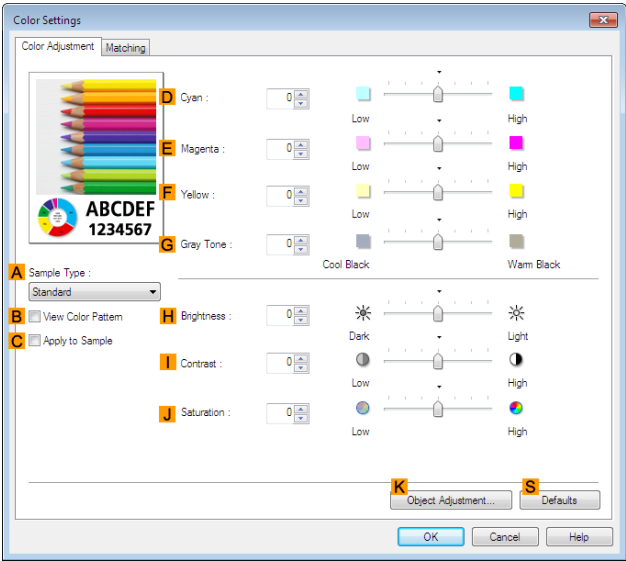 Color Settings
Color Adjustment Matching
D Cyan : 0
Low High
E Magenta : 0
Low High
F Yellow : 0
ABCDEF
1234567
Low High
G Gray Tone : 0
Cool Black Warm Black
A Sample Type :
Standard
B View Color Pattern
H Brightness : 0
Dark Light
C Apply to Sample
I Contrast : 0
Low High
J Saturation : 0
Low High
K Object Adjustment... S Defaults
OK Cancel Help